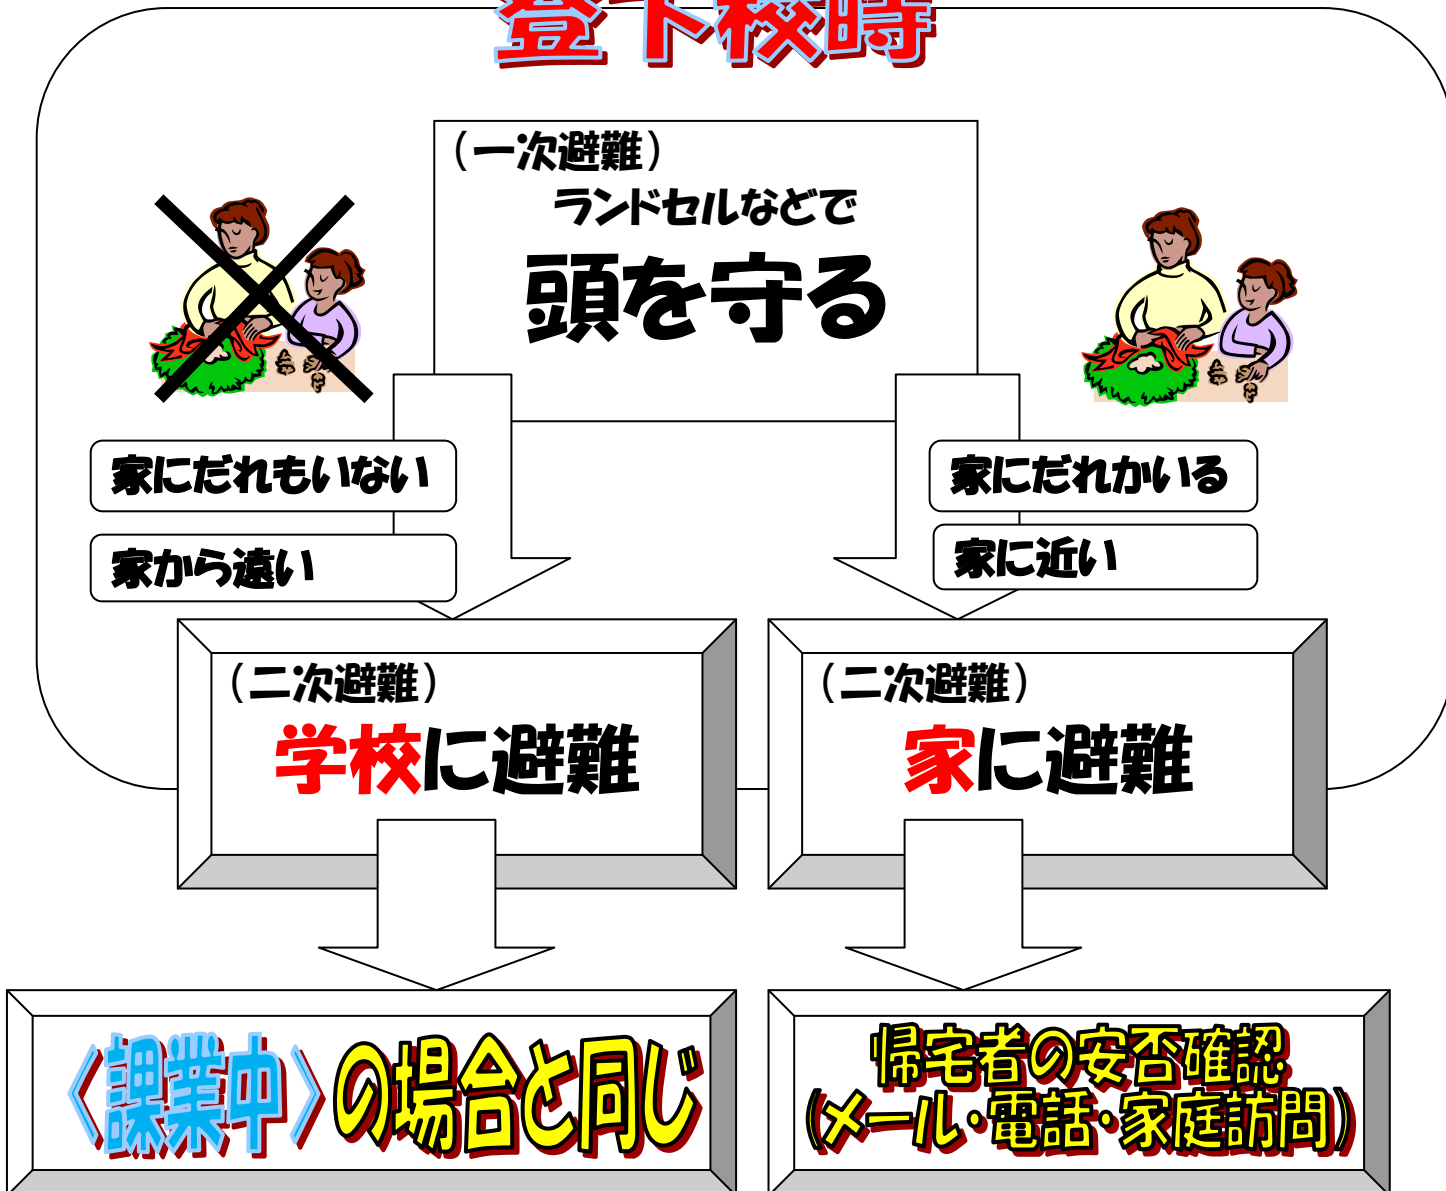 登下校時
（一次避難）
ランドセルなどで
頭を守る
家にだれもいない
家から遠い
家にだれかいる
家に近い
（二次避難）
学校に避難
（二次避難）
家に避難
〈課業中〉の場合と同じ
帰宅者の安否確認
（メール・電話・家庭訪問）